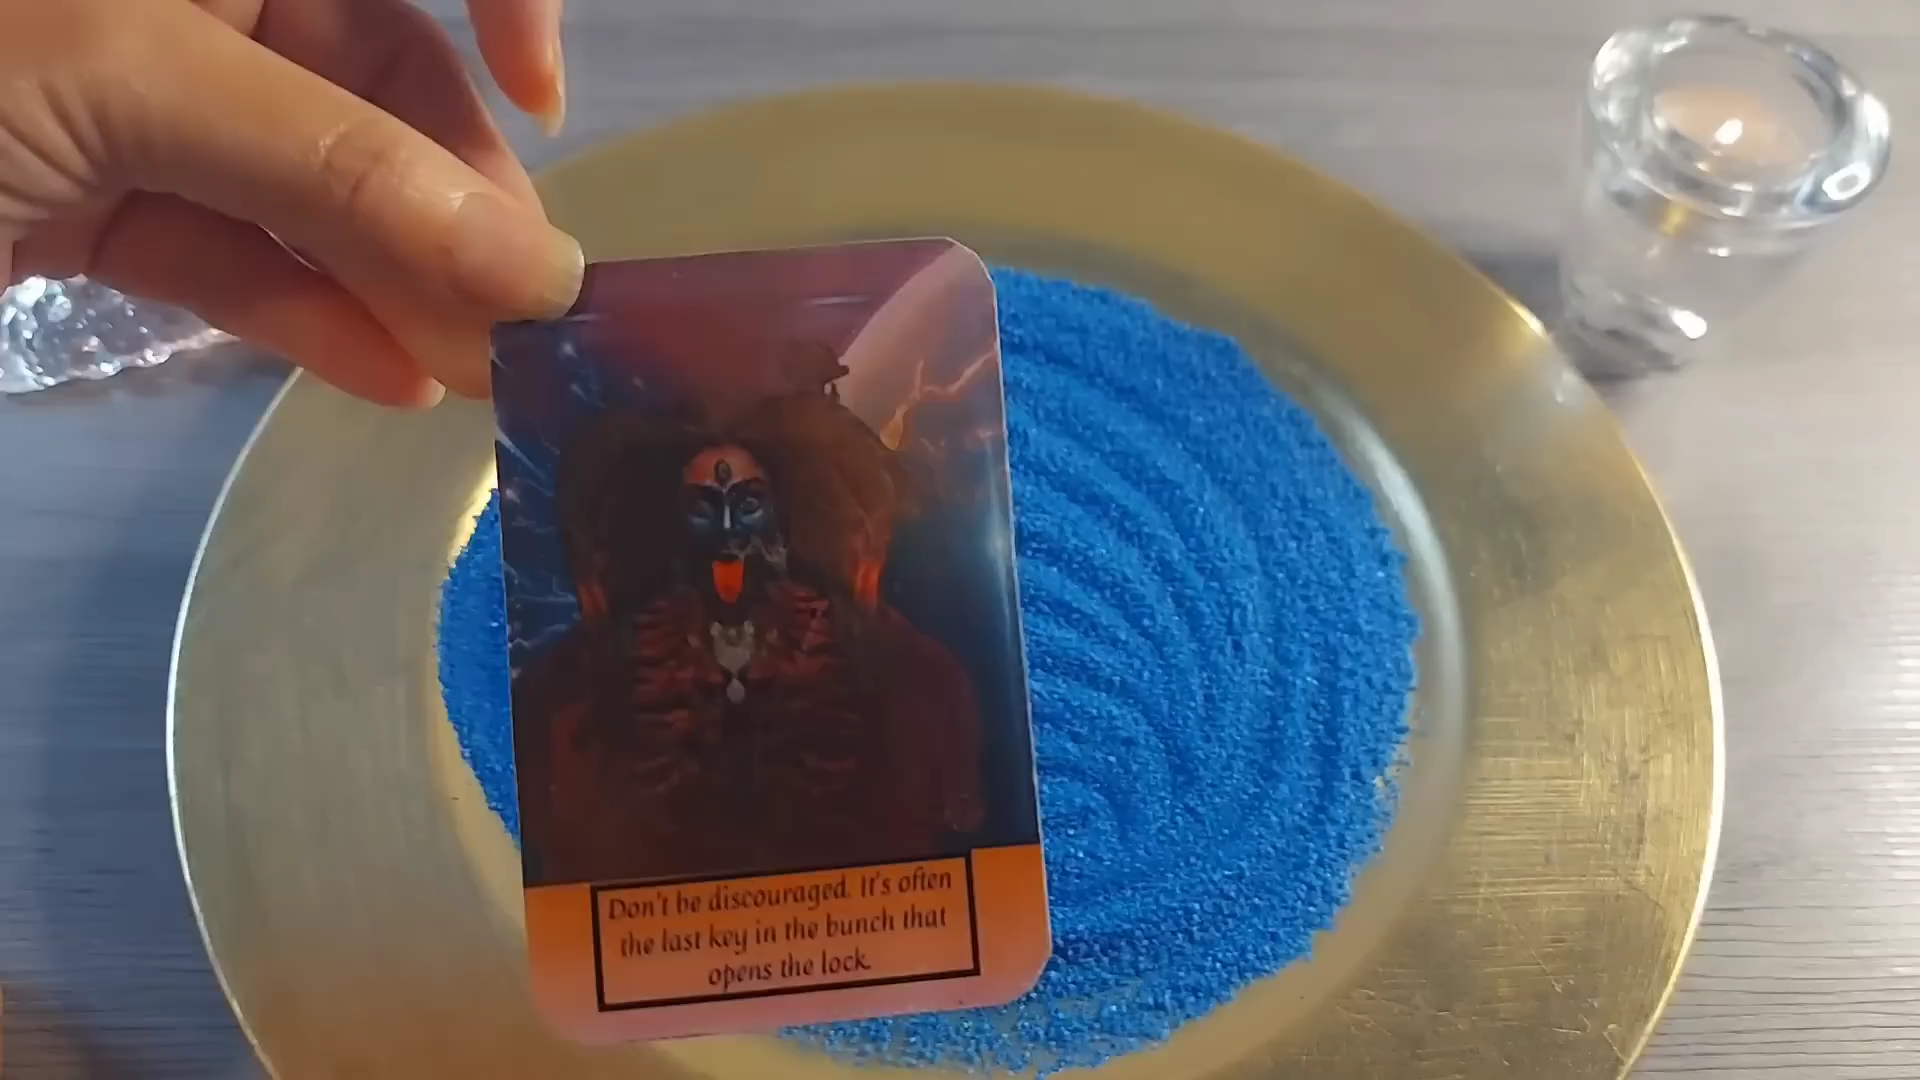 Don't be discouraged. It's often
the last key in the bunch that
opens the lock.